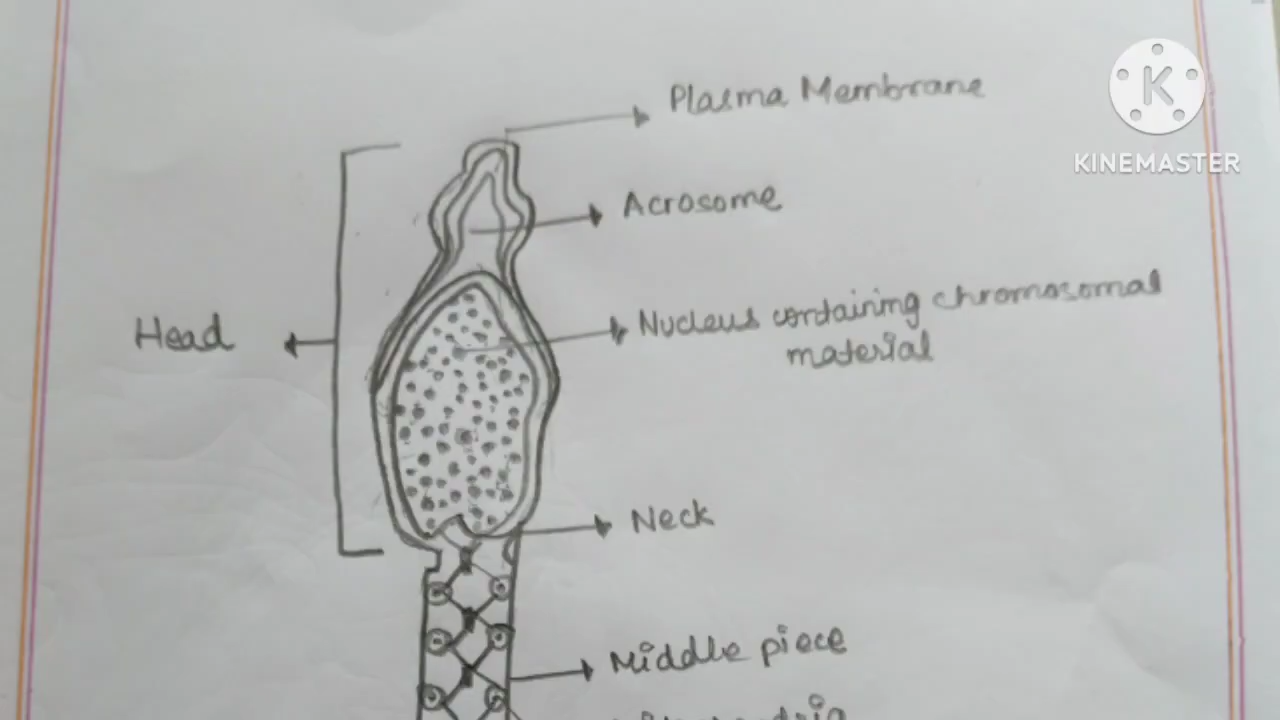 Plasma Membrane
KINEMASTER
Acrosome
Nucleus containing chromosomal
material
Head
Neck
Middle piece